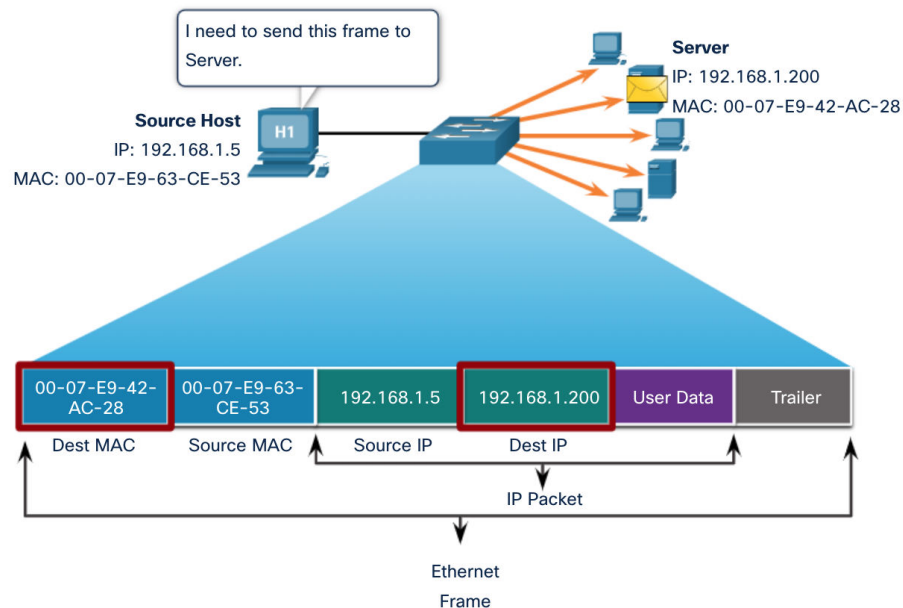 I need to send this frame to
Server.
Server
IP: 192.168.1.200
MAC: 00-07-E9-42-AC-28
Source Host
IP: 192.168.1.5
MAC: 00-07-E9-63-CE-53
H1
00-07-E9-42-
AC-28
00-07-E9-63-
CE-53
192.168.1.5
192.168.1.200
User Data
Trailer
Dest MAC
Source MAC
Source IP
Dest IP
IP Packet
Ethernet
Frame